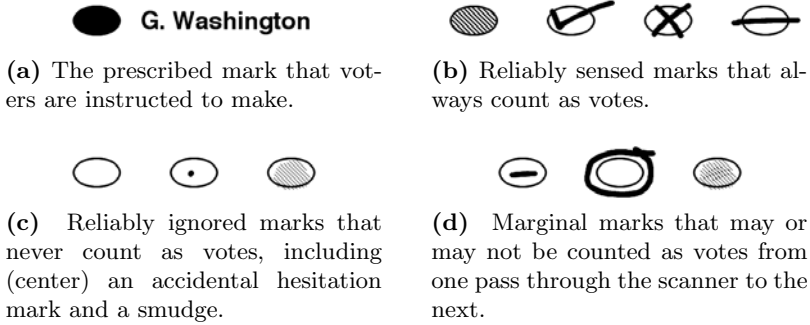 G. Washington
(a) The prescribed mark that vot-
ers are instructed to make.
(b) Reliably sensed marks that al-
ways count as votes.
(c) Reliably ignored marks that
never count as votes, including
(center) an accidental hesitation
mark and a smudge.
(d) Marginal marks that may or
may not be counted as votes from
one pass through the scanner to the
next.